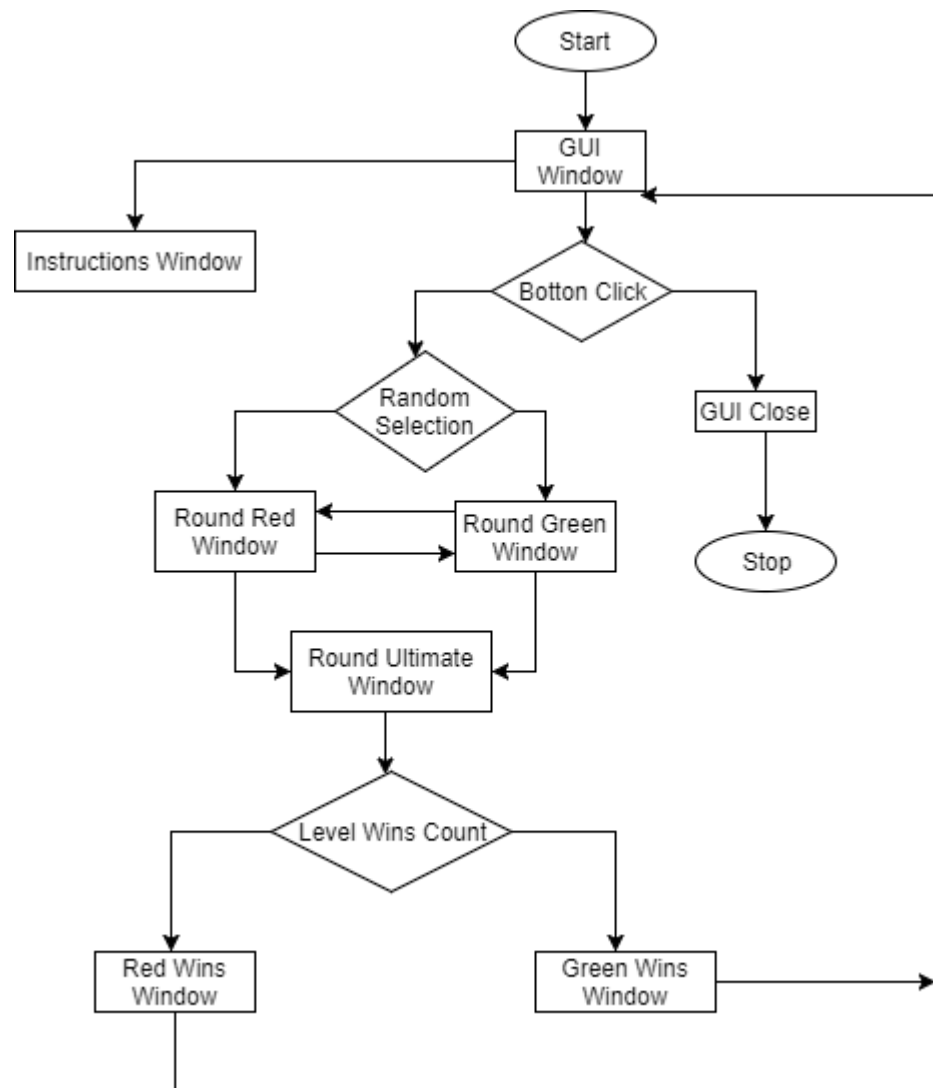 Start
GUI
Window
Instructions Window
Botton Click
Random
Selection
GUI Close
Round Red
Window
Round Green
Window
Stop
Round Ultimate
Window
Level Wins Count
Red Wins
Window
Green Wins
Window